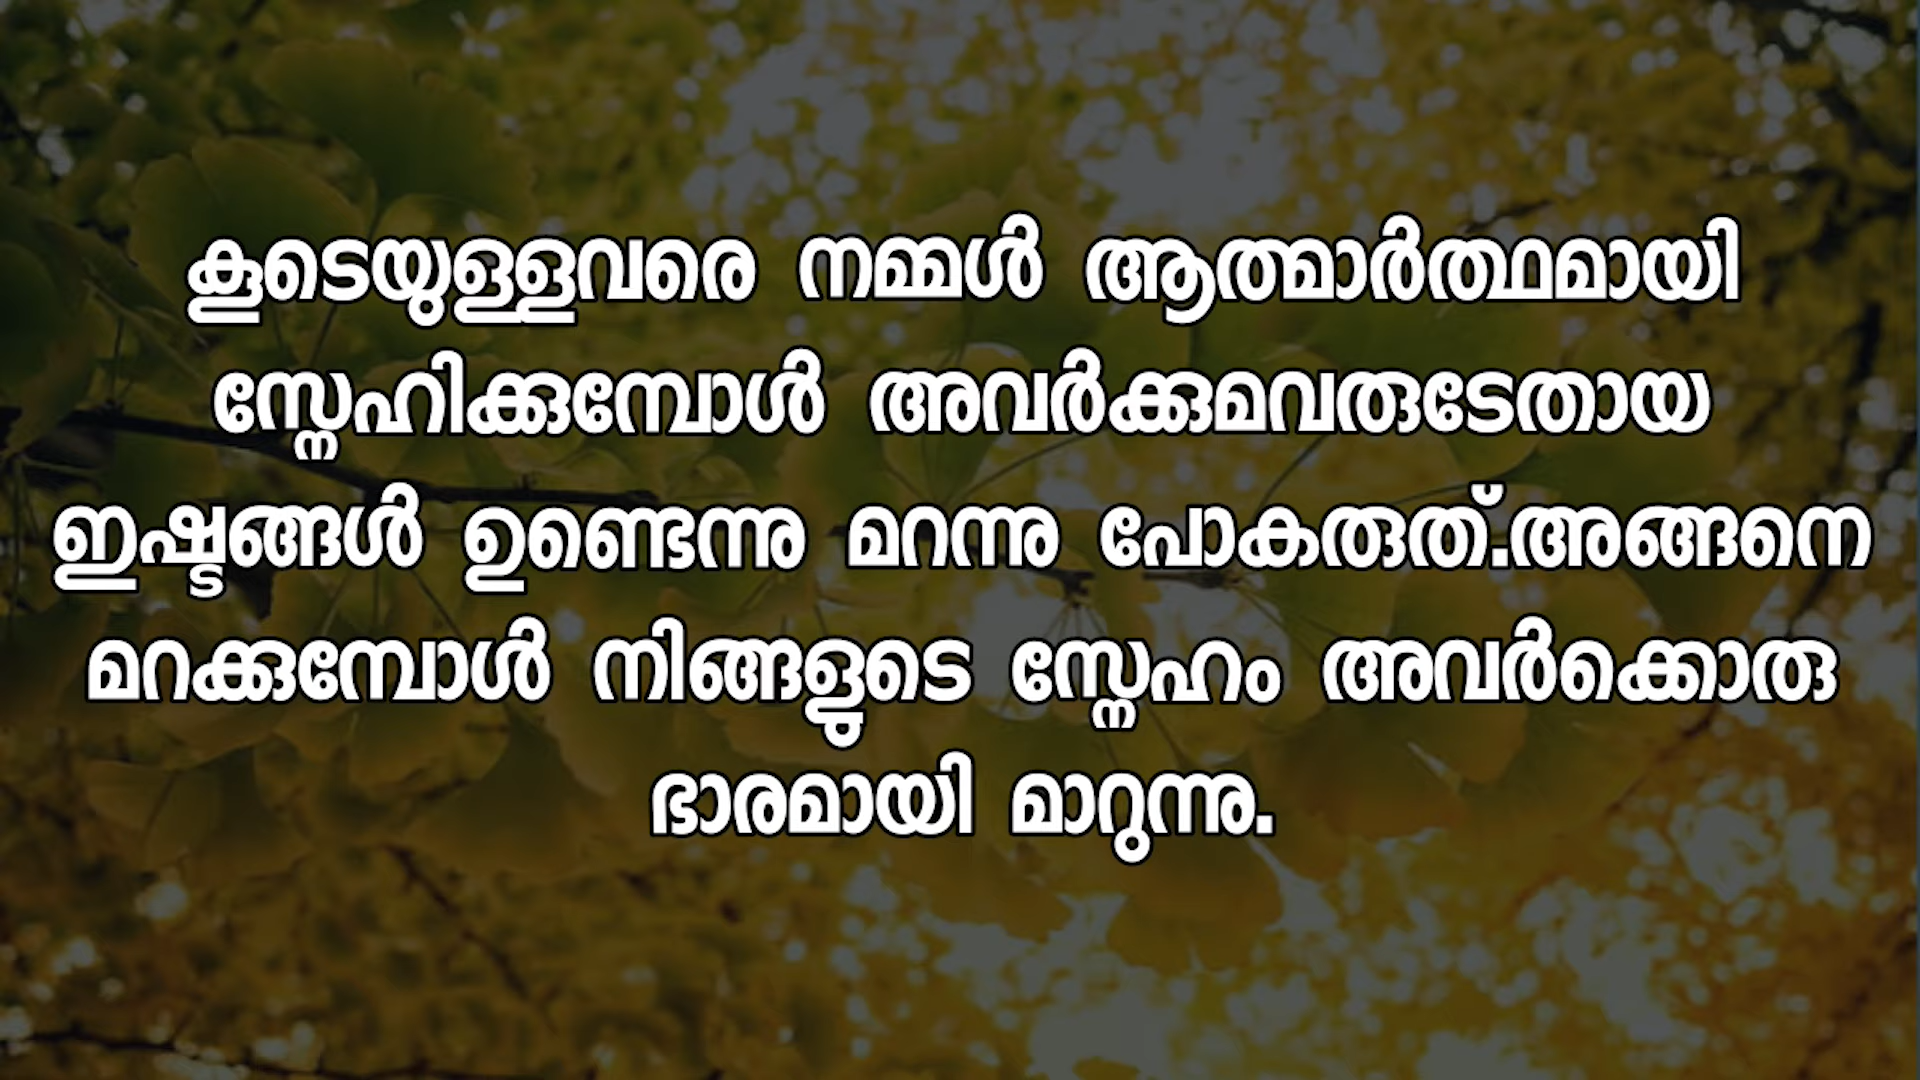 കൂടെയുള്ളവരെ നമ്മൾ ആത്മാർത്ഥമായി
സ്നേഹിക്കുമ്പോൾ അവർക്കുമവരുടേതായ
ഇഷ്ടങ്ങൾ ഉണ്ടെന്നു മറന്നു പോകരുത്.അങ്ങനെ
മറക്കുമ്പോൾ നിങ്ങളുടെ സ്നേഹം അവർക്കൊരു
ഭാരമായി മാറുന്നു.